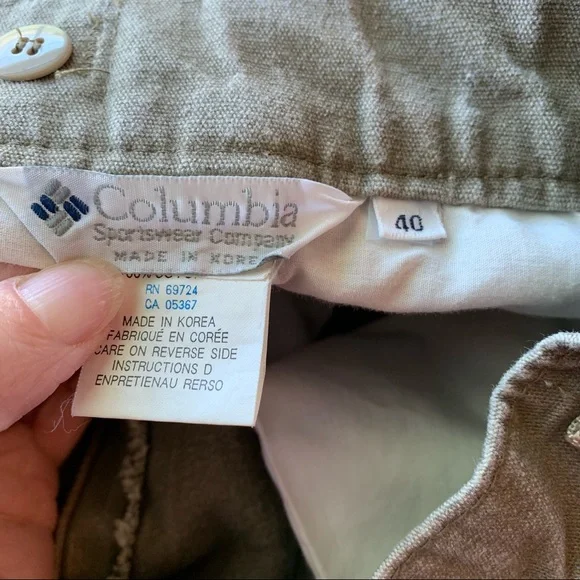 Columbia
Sportswear Company
MADE IN KOREA
40
RN 69724
CA 05367
MADE IN KOREA
FABRIQUÉ EN CORÉE
CARE ON REVERSE SIDE
INSTRUCTIONS D
ENPRETIENAU RERSO